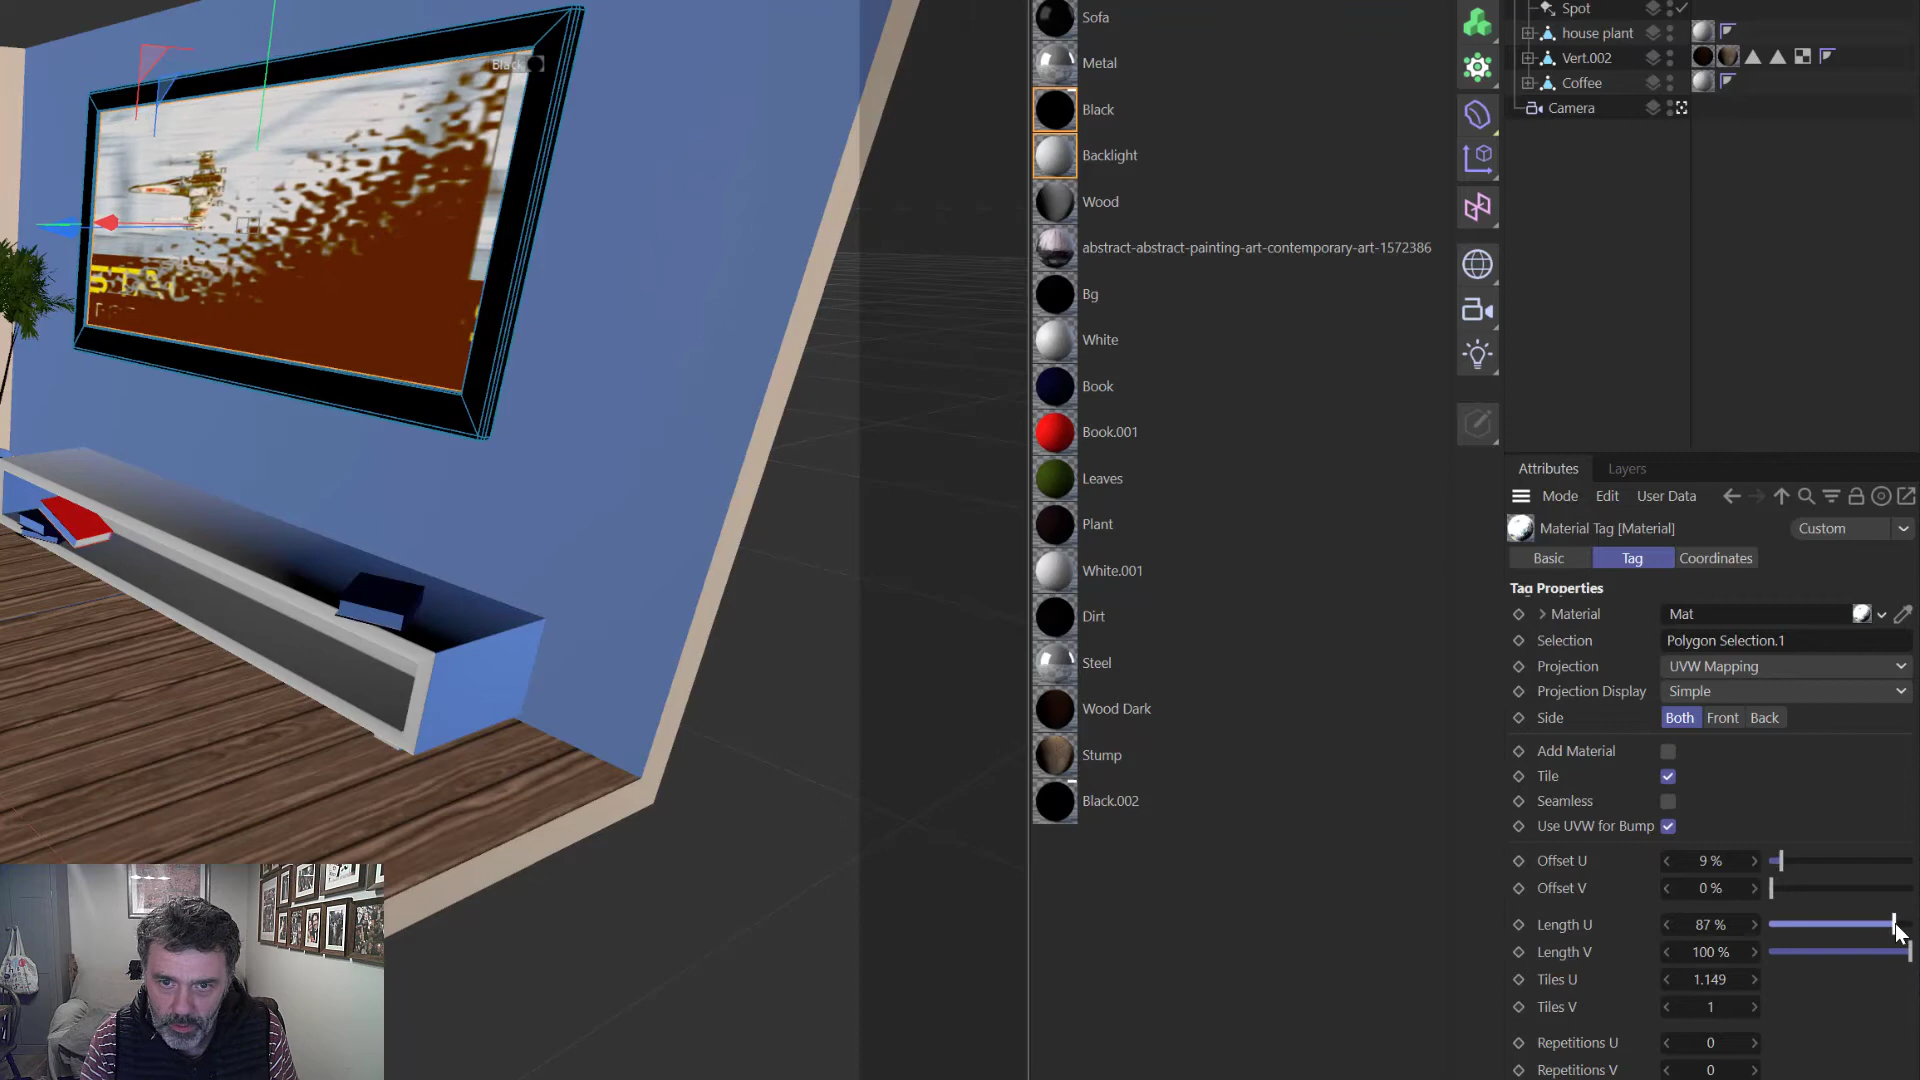 Black
Sofa
Metal
Black
Backlight
Wood
abstract-abstract-painting-art-contemporary-art-1572386
Bg
White
Book
Book.001
Leaves
Plant
White.001
Dirt
Steel
Wood Dark
Stump
Black.002
Spot
house plant
Vert.002
Coffee
Camera
Attributes Layers
Mode Edit User Data
Material Tag [Material] Custom
Basic Tag Coordinates
Tag Properties
Material Mat
Selection Polygon Selection.1
Projection UVW Mapping
Projection Display Simple
Side Both Front Back
Add Material
Tile
Seamless
Use UVW for Bump
Offset U 9 %
Offset V 0 %
Length U 87 %
Length V 100 %
Tiles U 1.149
Tiles V 1
Repetitions U 0
Repetitions V 0